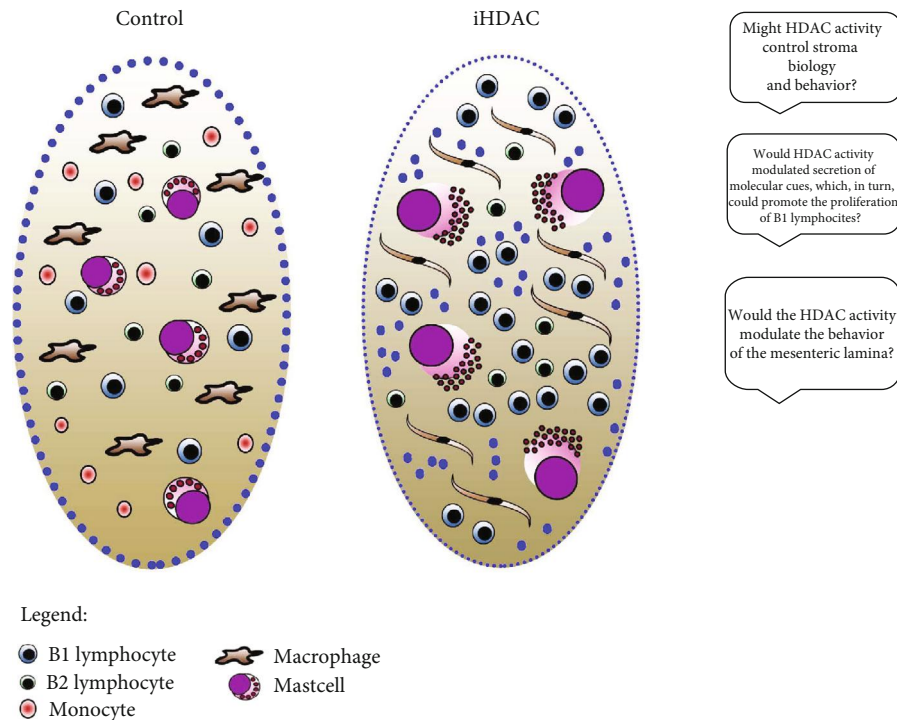 Control
iHDAC
Might HDAC activity
control stroma
biology
and behavior?
Would HDAC activity
modulated secretion of
molecular cues, which, in turn,
could promote the proliferation
of B1 lymphocites?
Would the HDAC activity
modulate the behavior
of the mesenteric lamina?
Legend:
B1 lymphocyte
B2 lymphocyte
Monocyte
Macrophage
Mastcell